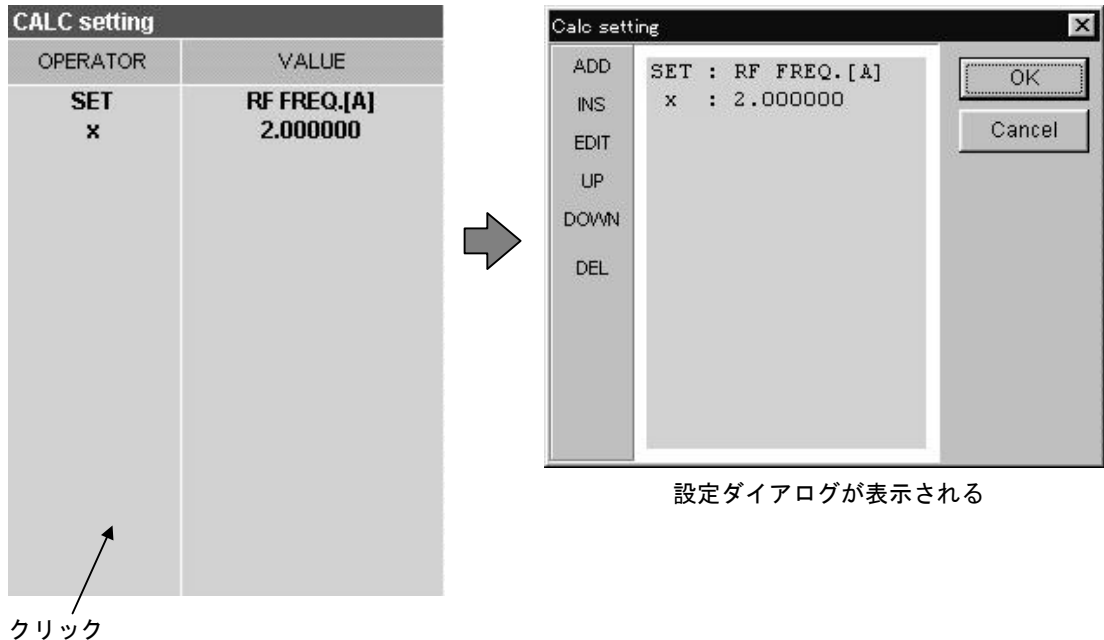 CALC setting
OPERATOR VALUE
SET RF FREQ.[A]
x 2.000000
クリック
Calc setting
ADD
INS
EDIT
UP
DOWN
DEL
SET : RF FREQ.[A]
x : 2.000000
OK
Cancel
設定ダイアログが表示される